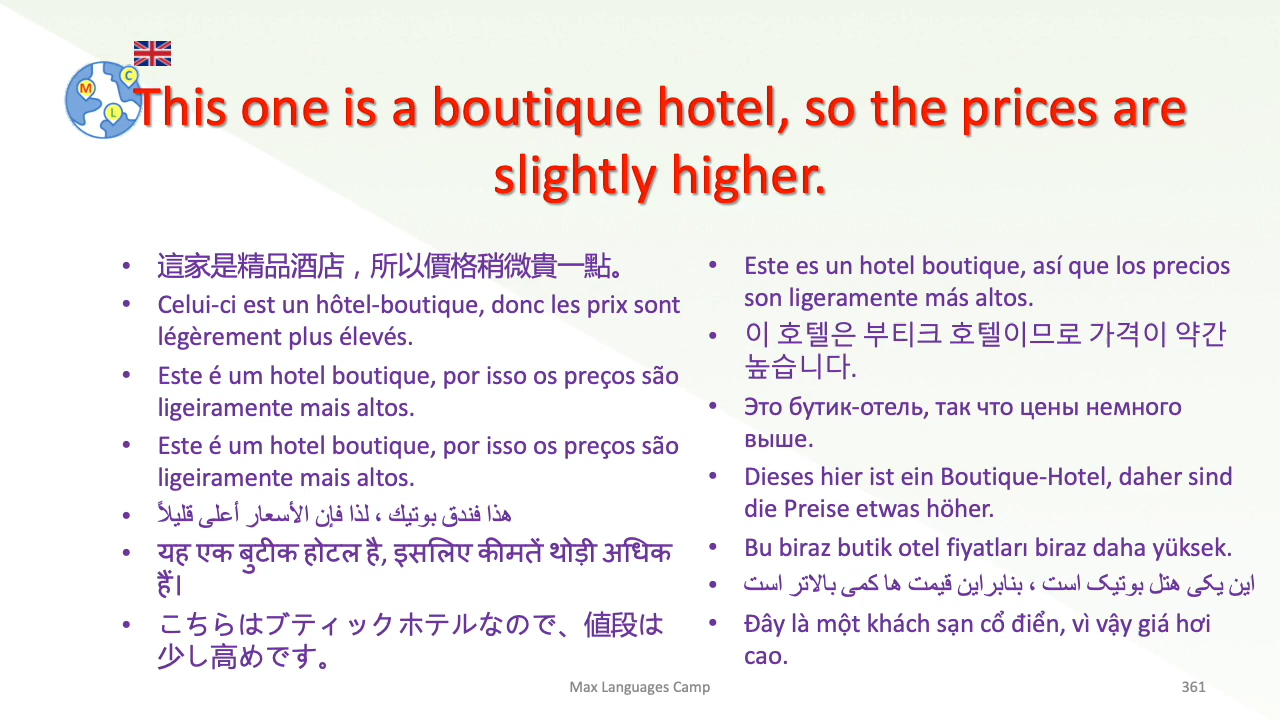 M
C
L
This one is a boutique hotel, so the prices are
slightly higher.
• 這家是精品酒店，所以價格稍微貴一點。
• Celui-ci est un hôtel-boutique, donc les prix sont
légèrement plus élevés.
• Este é um hotel boutique, por isso os preços são
ligeiramente mais altos.
• Este é um hotel boutique, por isso os preços são
ligeiramente mais altos.
• هذا فندق بوتيك ، لذا فإن الأسعار أعلى قليلاً
• यह एक बुटीक होटल है, इसलिए कीमतें थोड़ी अधिक
हैं|
• こちらはブティックホテルなので、値段は
少し高めです。
• Este es un hotel boutique, así que los precios
son ligeramente más altos.
• 이 호텔은 부티크 호텔이므로 가격이 약간
높습니다.
• Это бутик-отель, так что цены немного
выше.
• Dieses hier ist ein Boutique-Hotel, daher sind
die Preise etwas höher.
• Bu biraz butik otel fiyatları biraz daha yüksek.
• این یکی هتل بوتیک است ، بنابراین قیمت ها کمی بالاتر است
• Đây là một khách sạn cổ điển, vì vậy giá hơi
cao.
Max Languages Camp
361